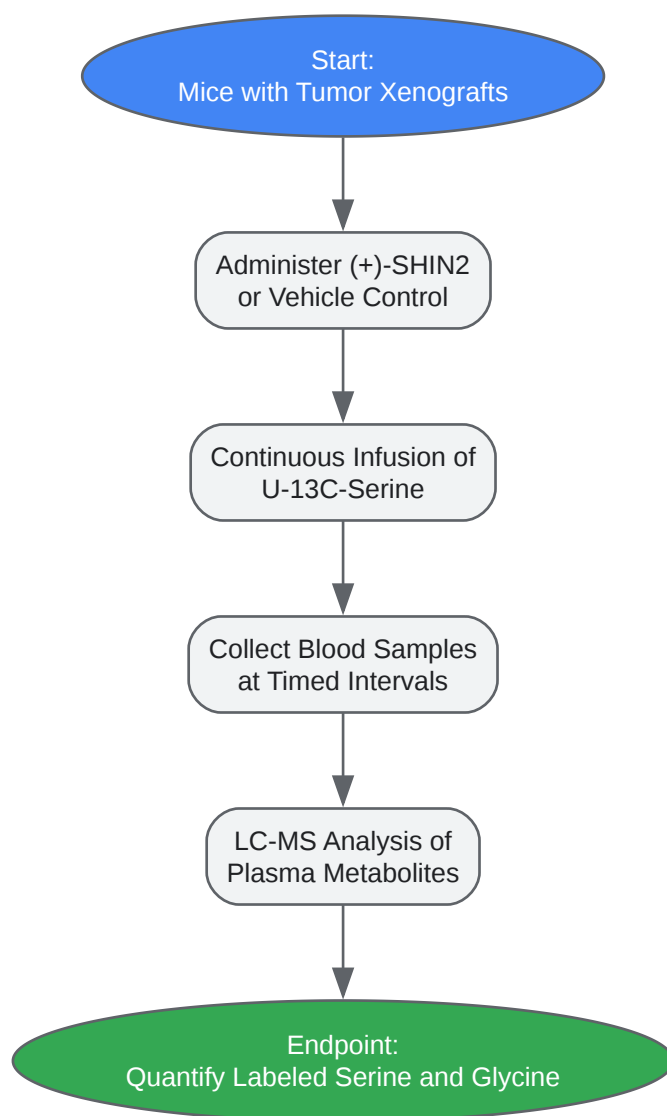 Start:
Mice with Tumor Xenografts
Administer (+)-SHIN2
or Vehicle Control
Continuous Infusion of
U-13C-Serine
Collect Blood Samples
at Timed Intervals
LC-MS Analysis of
Plasma Metabolites
Endpoint:
Quantify Labeled Serine and Glycine